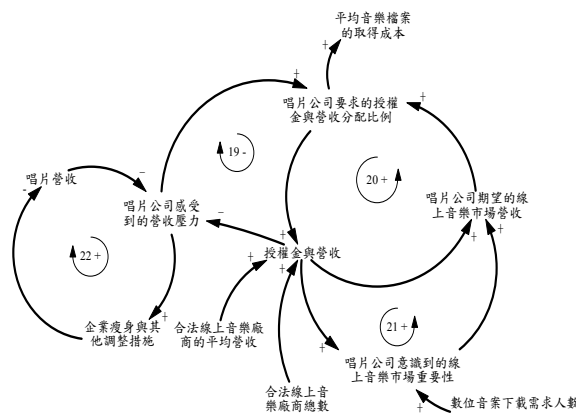 平均音樂檔案
的取得成本
唱片公司要求的授權
金與營收分配比例
19 -
20 +
唱片營收
唱片公司感受
到的營收壓力
唱片公司期望的線
上音樂市場營收
22 +
授權金與營收
企業瘦身與其
他調整措施
合法線上音樂廠
商的平均營收
21 +
唱片公司意識到的線
上音樂市場重要性
合法線上音
樂廠商總數
數位音案下載需求人數